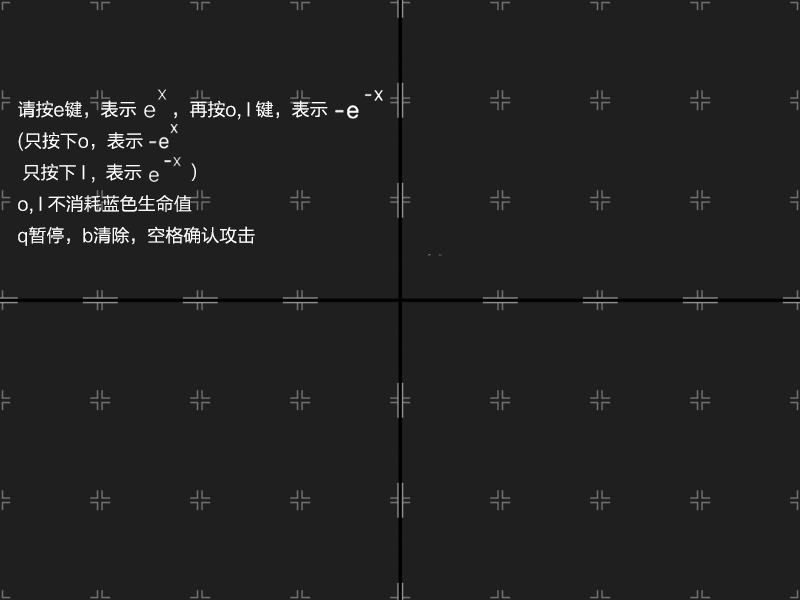 请按e键，表示 e^x ，再按o, l 键，表示 -e^-x
(只按下o，表示 -e^x
只按下 l ，表示 e^-x ）
o, l 不消耗蓝色生命值
q暂停，b清除，空格确认攻击